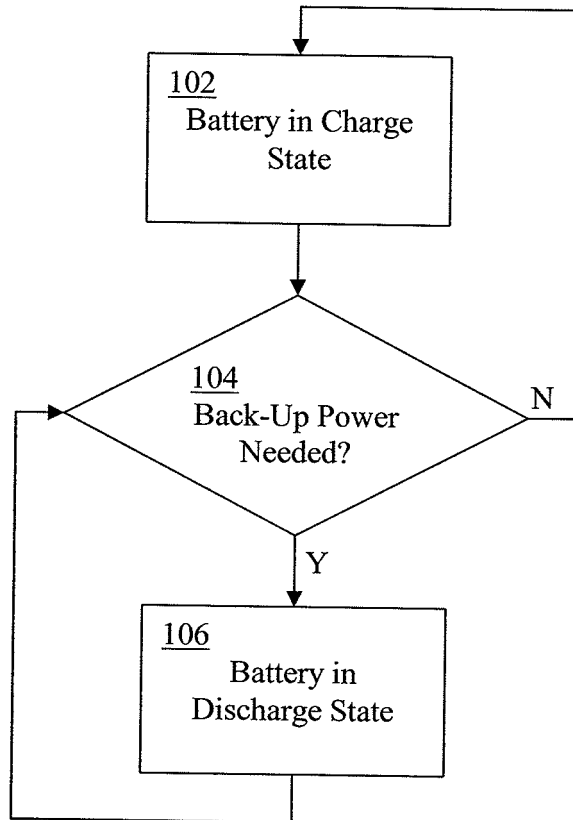 102
Battery in Charge
State
104
Back-Up Power
Needed?
N
Y
106
Battery in
Discharge State